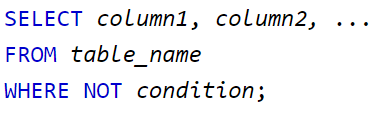 SELECT column1, column2, ...
FROM table_name
WHERE NOT condition;